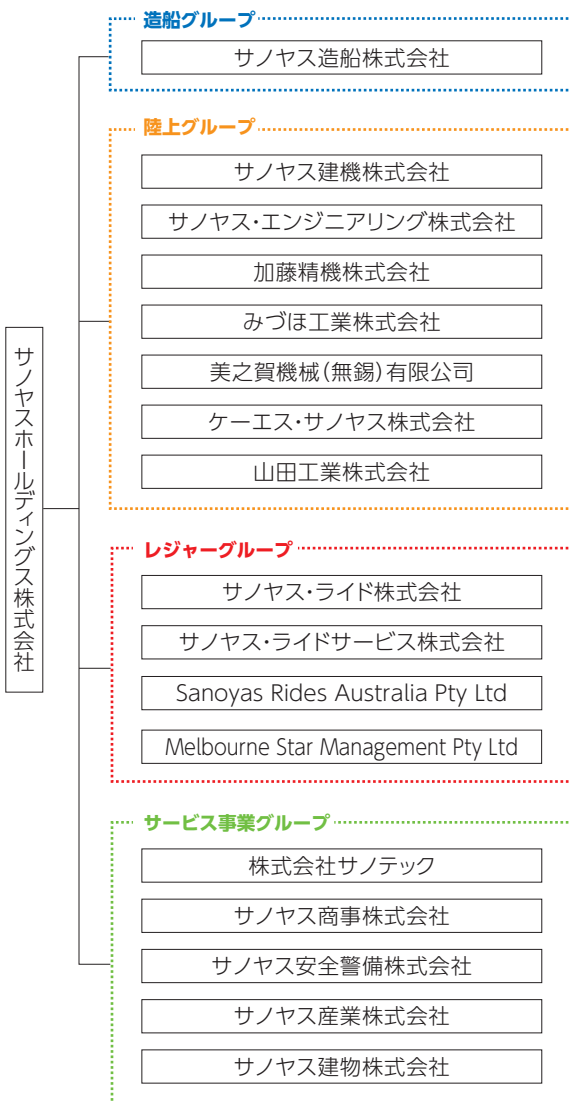 サノヤスホールディングス株式会社
造船グループ
サノヤス造船株式会社
陸上グループ
サノヤス建機株式会社
サノヤス・エンジニアリング株式会社
加藤精機株式会社
みづほ工業株式会社
美之賀機械(無錫)有限公司
ケーエス・サノヤス株式会社
山田工業株式会社
レジャーグループ
サノヤス・ライド株式会社
サノヤス・ライドサービス株式会社
Sanoyas Rides Australia Pty Ltd
Melbourne Star Management Pty Ltd
サービス事業グループ
株式会社サノテック
サノヤス商事株式会社
サノヤス安全警備株式会社
サノヤス産業株式会社
サノヤス建物株式会社